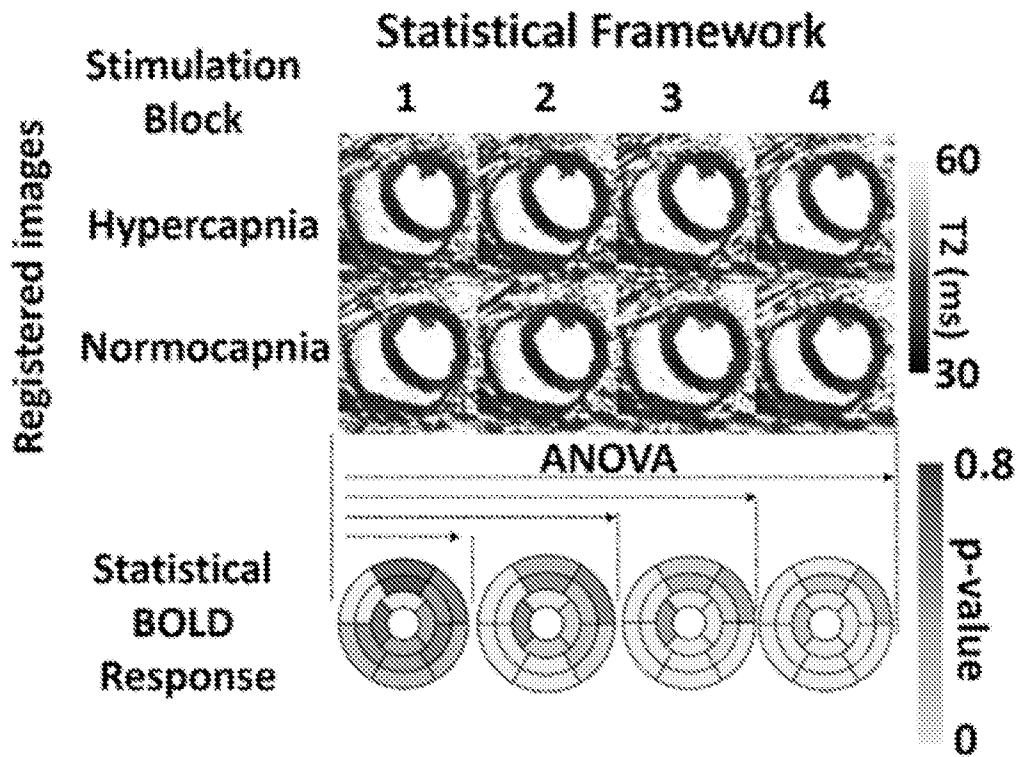 Statistical Framework
Stimulation
Block
1 2 3 4
Registered images
Hypercapnia
Normocapnia
60
T2 (ms)
30
ANOVA
Statistical
BOLD
Response
0.8
p-value
0